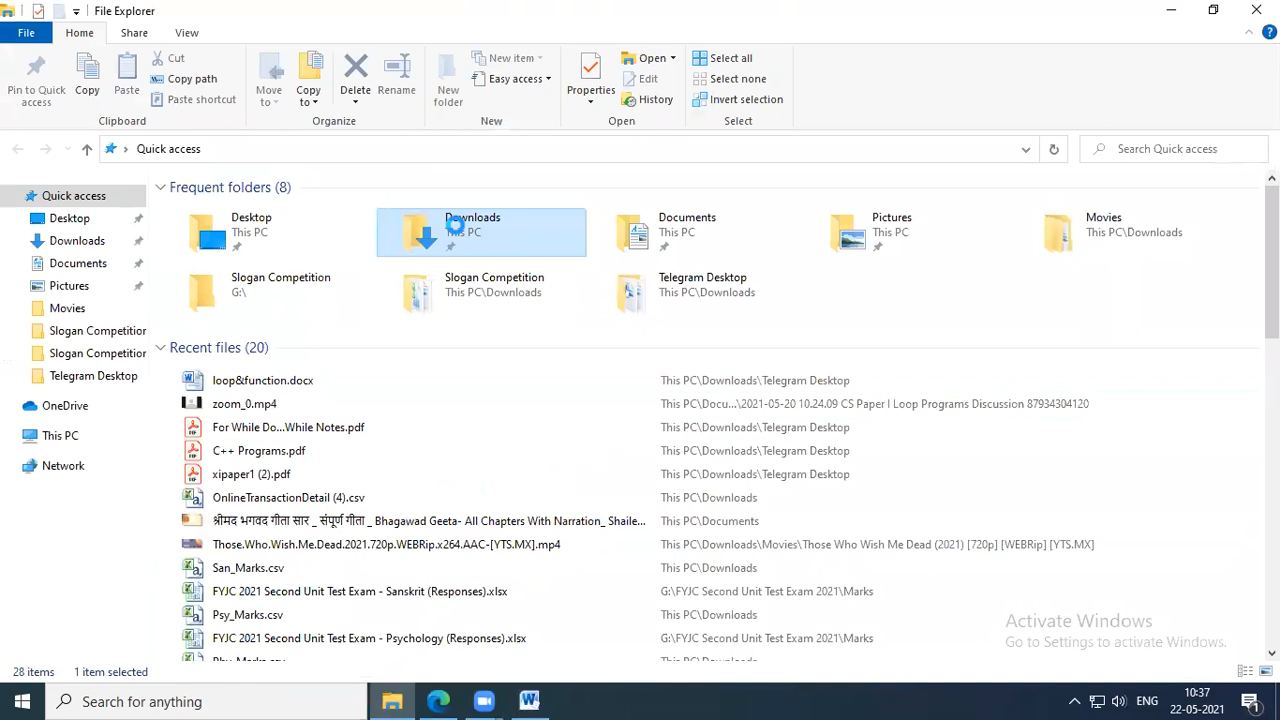 File Explorer
File Home Share View
Pin to Quick access
Copy
Paste
Cut
Copy path
Paste shortcut
Clipboard
Move to
Copy to
Delete
Rename
Organize
New folder
New item
Easy access
New
Properties
Open
Edit
History
Open
Select all
Select none
Invert selection
Select
Quick access
Search Quick access
Quick access
Desktop
Downloads
Documents
Pictures
Movies
Slogan Competition
Slogan Competition
Telegram Desktop
OneDrive
This PC
Network
Frequent folders (8)
Desktop
This PC
Downloads
This PC
Documents
This PC
Pictures
This PC
Movies
This PC\Downloads
Slogan Competition
G:\
Slogan Competition
This PC\Downloads
Telegram Desktop
This PC\Downloads
Recent files (20)
loop&function.docx This PC\Downloads\Telegram Desktop
zoom_0.mp4 This PC\Docu...\2021-05-20 10.24.09 CS Paper I Loop Programs Discussion 87934304120
For While Do...While Notes.pdf This PC\Downloads\Telegram Desktop
C++ Programs.pdf This PC\Downloads\Telegram Desktop
xipaper1 (2).pdf This PC\Downloads\Telegram Desktop
OnlineTransactionDetail (4).csv This PC\Downloads
श्रीमद भगवद गीता सार _ संपूर्ण गीता _ Bhagawad Geeta- All Chapters With Narration_ Shaile... This PC\Documents
Those.Who.Wish.Me.Dead.2021.720p.WEBRip.x264.AAC-[YTS.MX].mp4 This PC\Downloads\Movies\Those Who Wish Me Dead (2021) [720p] [WEBRip] [YTS.MX]
San_Marks.csv This PC\Downloads
FYJC 2021 Second Unit Test Exam - Sanskrit (Responses).xlsx G:\FYJC Second Unit Test Exam 2021\Marks
Psy_Marks.csv This PC\Downloads
FYJC 2021 Second Unit Test Exam - Psychology (Responses).xlsx G:\FYJC Second Unit Test Exam 2021\Marks
Activate Windows
Go to Settings to activate Windows.
28 items 1 item selected
Search for anything
ENG
10:37
22-05-2021
1